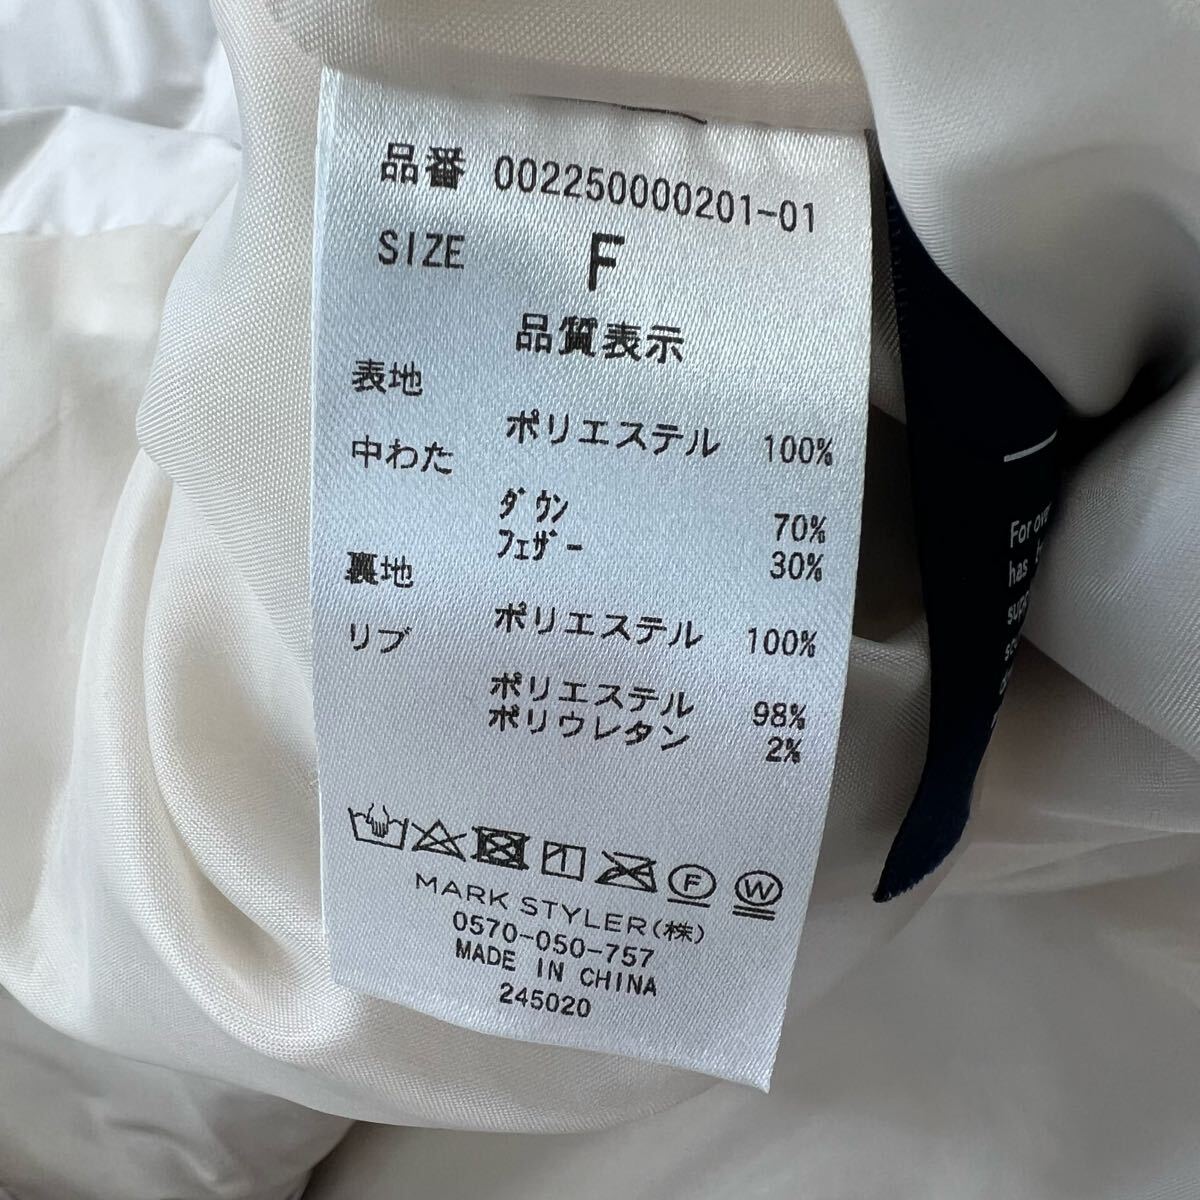 品番 002250000201-01
SIZE F
品質表示
表地
ポリエステル 100%
中わた
ﾀﾞｳﾝ 70%
ﾌｪｻﾞｰ 30%
裏地
ポリエステル 100%
リブ
ポリエステル 98%
ポリウレタン 2%
F W
MARK STYLER(株)
0570-050-757
MADE IN CHINA
245020
For over
has